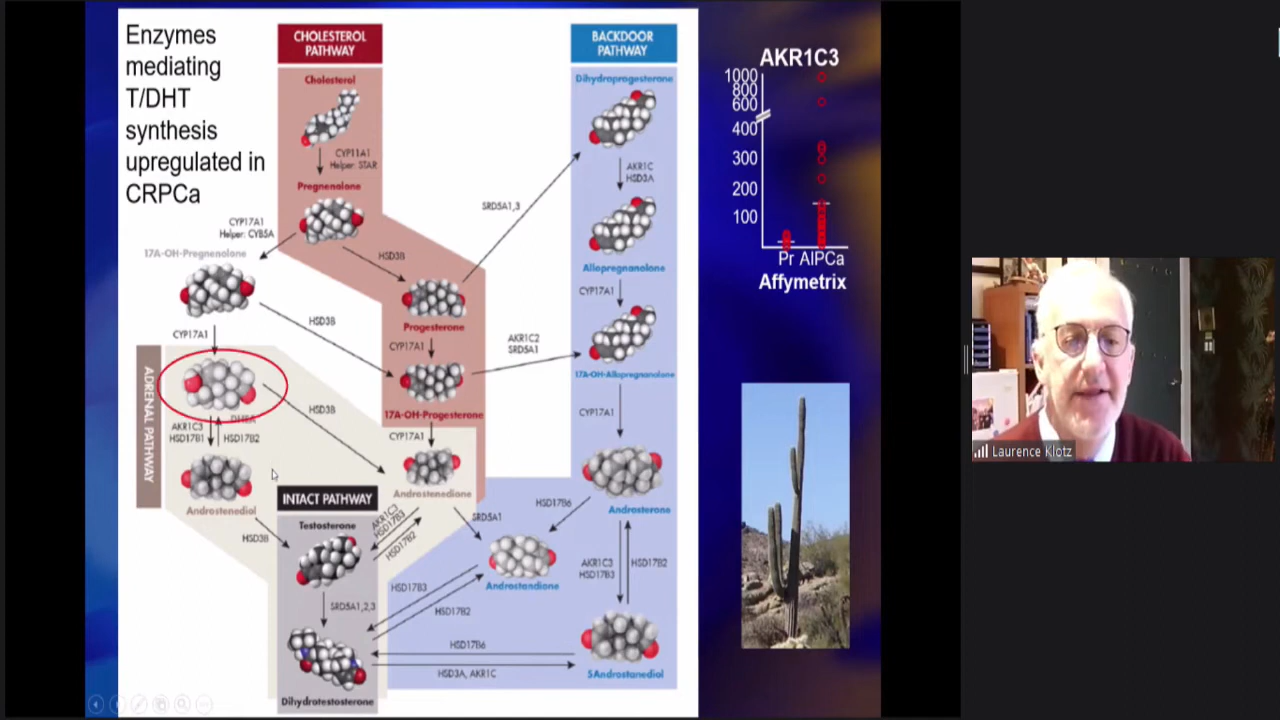 Enzymes
mediating
T/DHT
synthesis
upregulated in
CRPCa
CHOLESTEROL
PATHWAY
Cholesterol
CYP11A1
Helper: STAR
Pregnenolone
CYP17A1
Helper: CYB5A
17A-OH-Pregnenolone
HSD3B
Progesterone
CYP17A1
HSD3B
CYP17A1
17A-OH-Progesterone
CYP17A1
ADRENAL PATHWAY
DHEA
HSD3B
AKR1C3
HSD17B1
HSD17B2
Androstenediol
HSD3B
Androstenedione
INTACT PATHWAY
Testosterone
AKR1C3
HSD17B3
HSD17B2
SRD5A1
SRD5A1,2,3
Dihydrotestosterone
BACKDOOR
PATHWAY
Dihydroprogesterone
SRD5A1,3
AKR1C
HSD3A
Allopregnanolone
CYP17A1
AKR1C2
SRD5A1
17A-OH-Allopregnanolone
CYP17A1
Androsterone
HSD17B6
Androstandione
HSD17B3
HSD17B2
AKR1C3
HSD17B3
HSD17B2
HSD17B6
HSD3A, AKR1C
5Androstanediol
AKR1C3
1000
800
600
400
300
200
100
Pr AIPCa
Affymetrix
Laurence Klotz